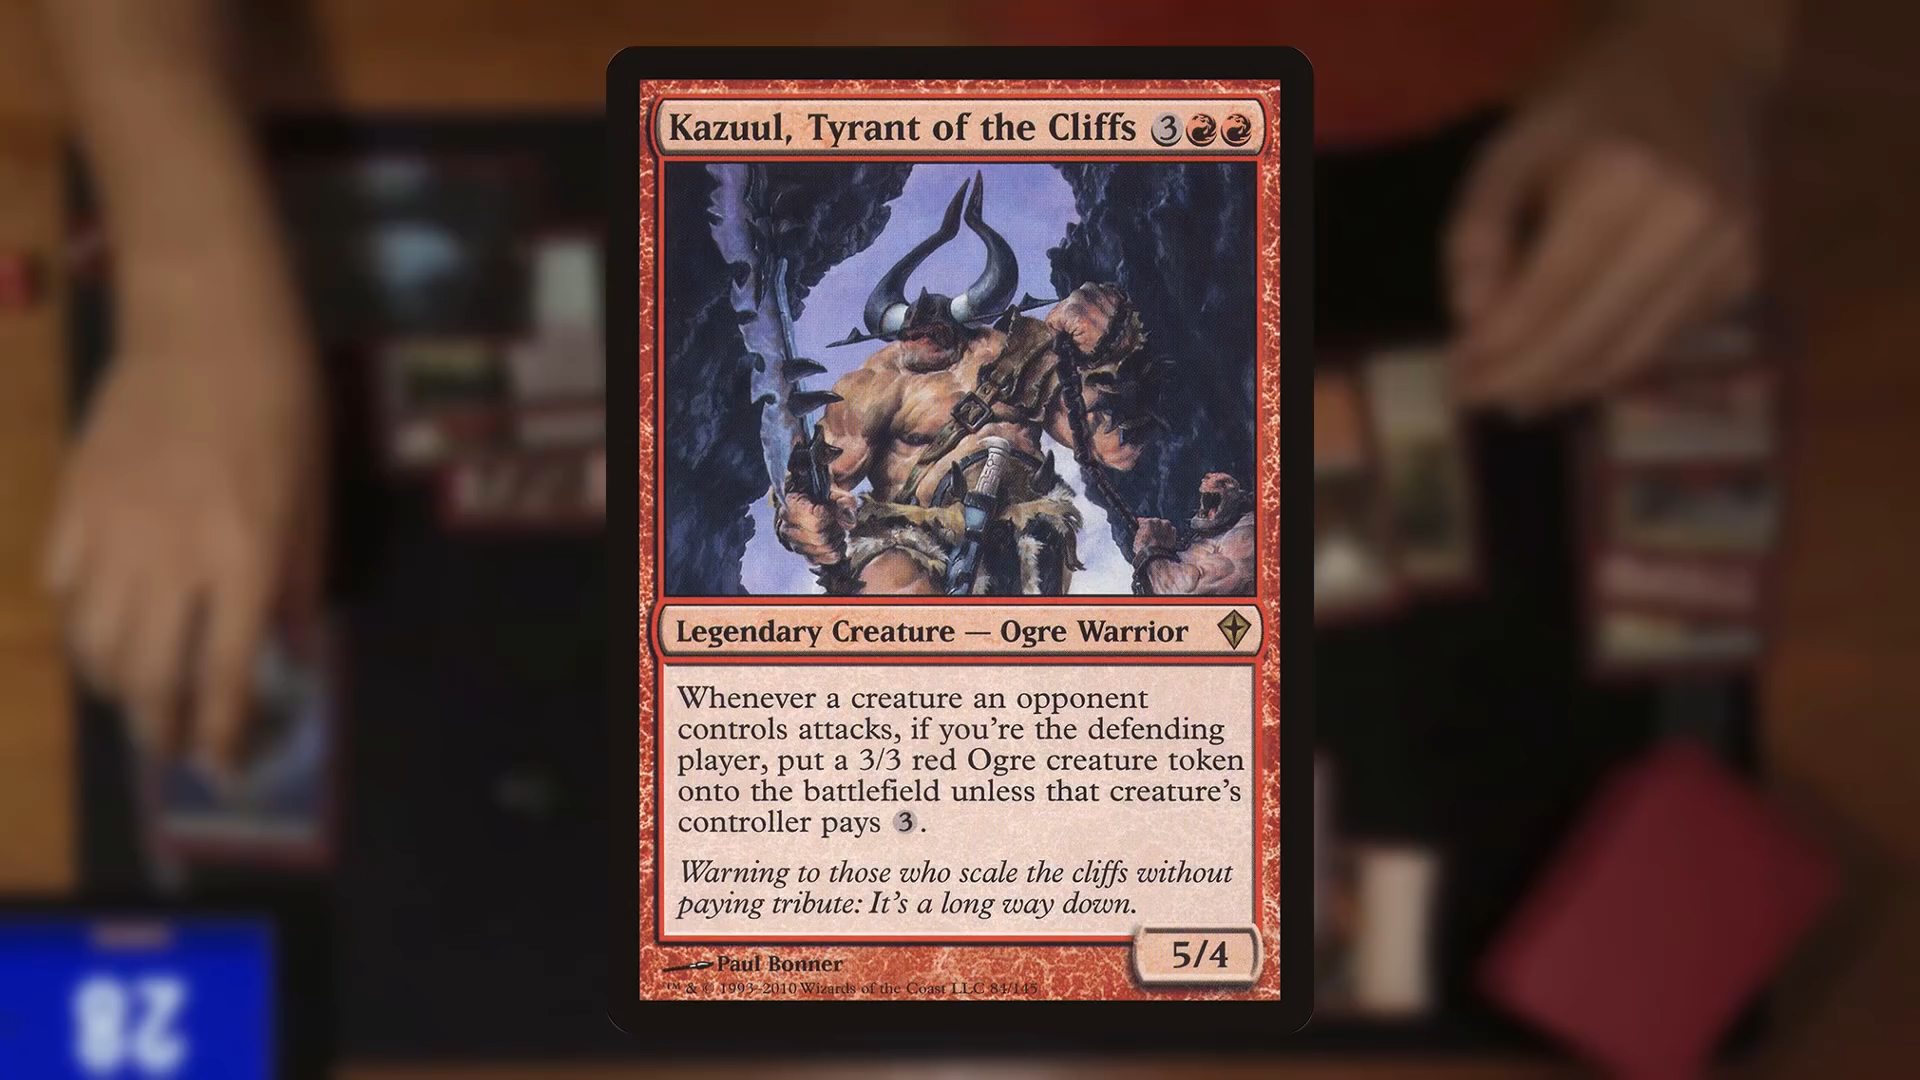 Kazuul, Tyrant of the Cliffs 3
Legendary Creature — Ogre Warrior
Whenever a creature an opponent
controls attacks, if you're the defending
player, put a 3/3 red Ogre creature token
onto the battlefield unless that creature's
controller pays 3.
Warning to those who scale the cliffs without
paying tribute: It's a long way down.
5/4
Paul Bonner
™ & © 1993–2010 Wizards of the Coast LLC 84/145
28